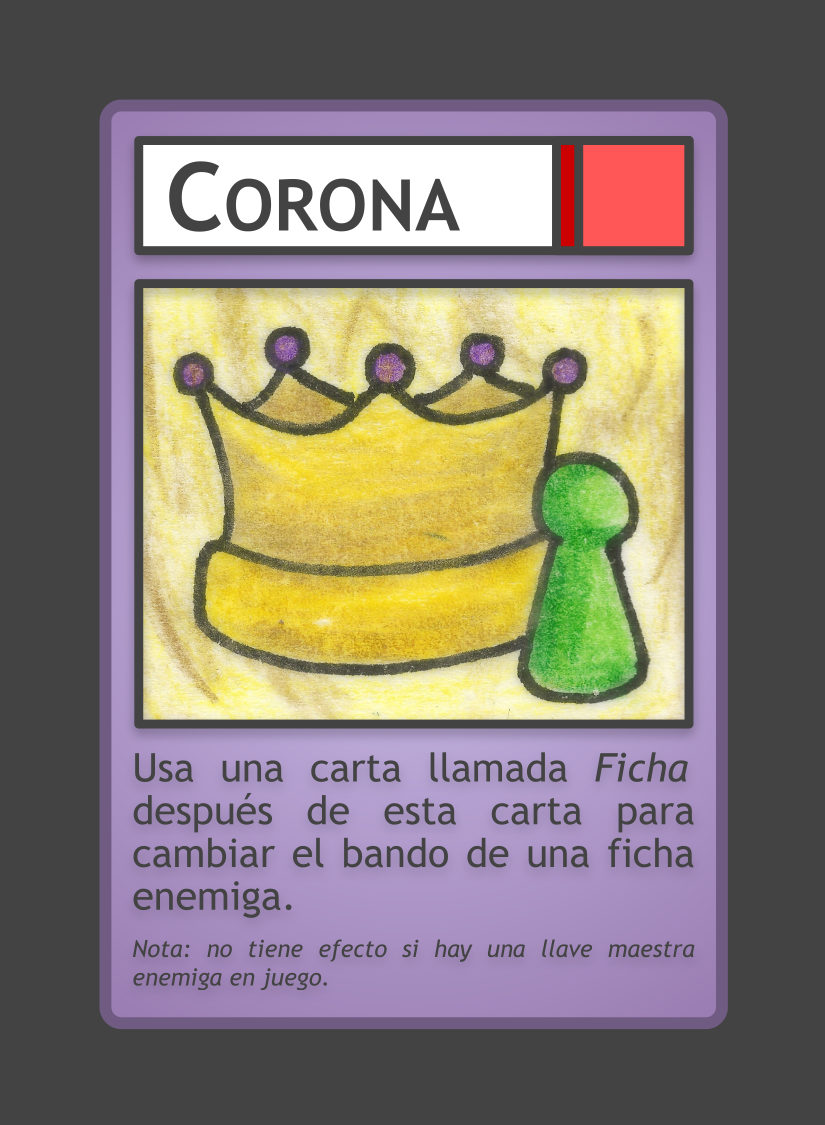 Corona
Usa una carta llamada Ficha
después de esta carta para
cambiar el bando de una ficha
enemiga.
Nota: no tiene efecto si hay una llave maestra
enemiga en juego.